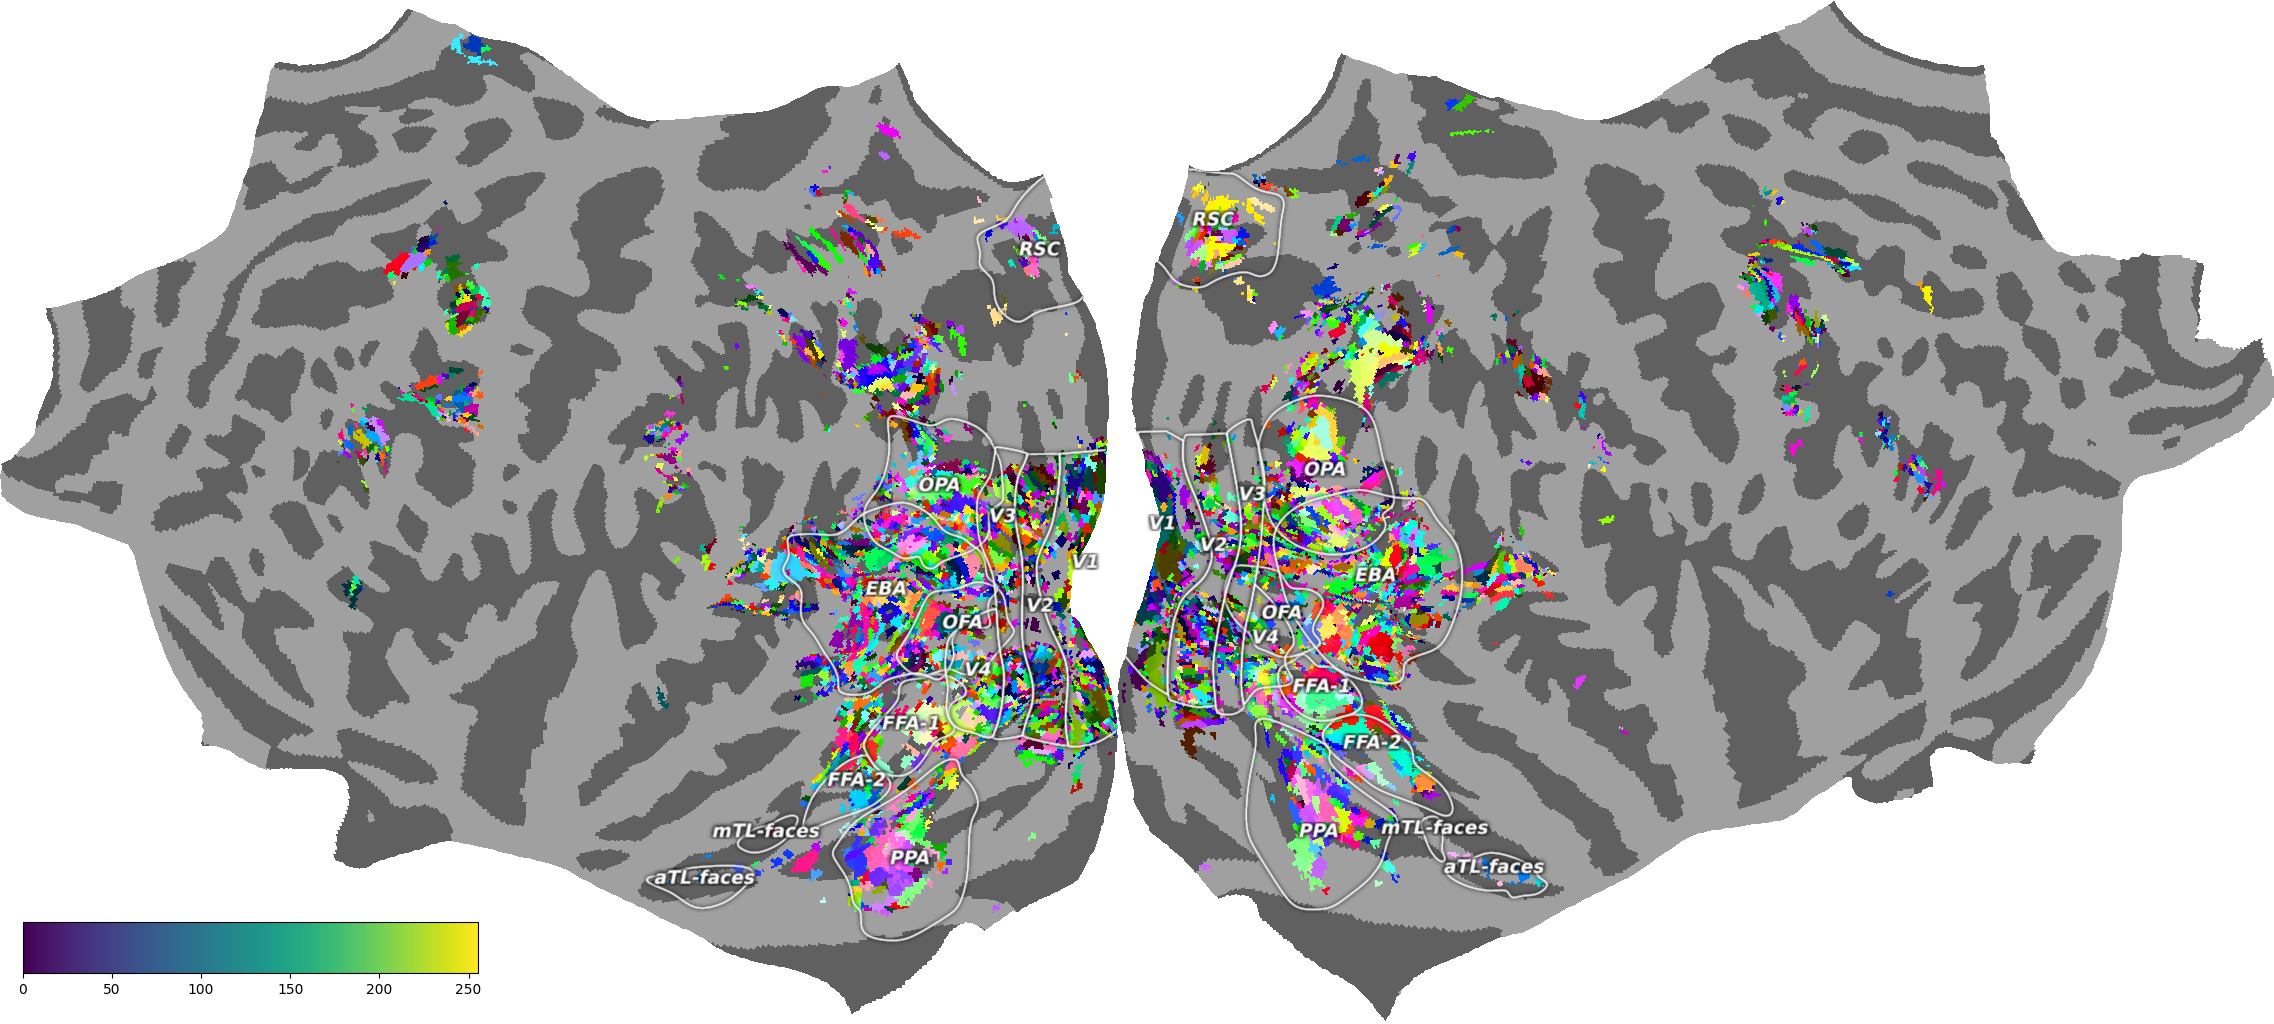 RSC
OPA
V3
V1
EBA
V2
OFA
V4
FFA-1
FFA-2
mTL-faces
PPA
aTL-faces
RSC
OPA
V3
V1
V2
EBA
OFA
V4
FFA-1
FFA-2
PPA
mTL-faces
aTL-faces
0 50 100 150 200 250